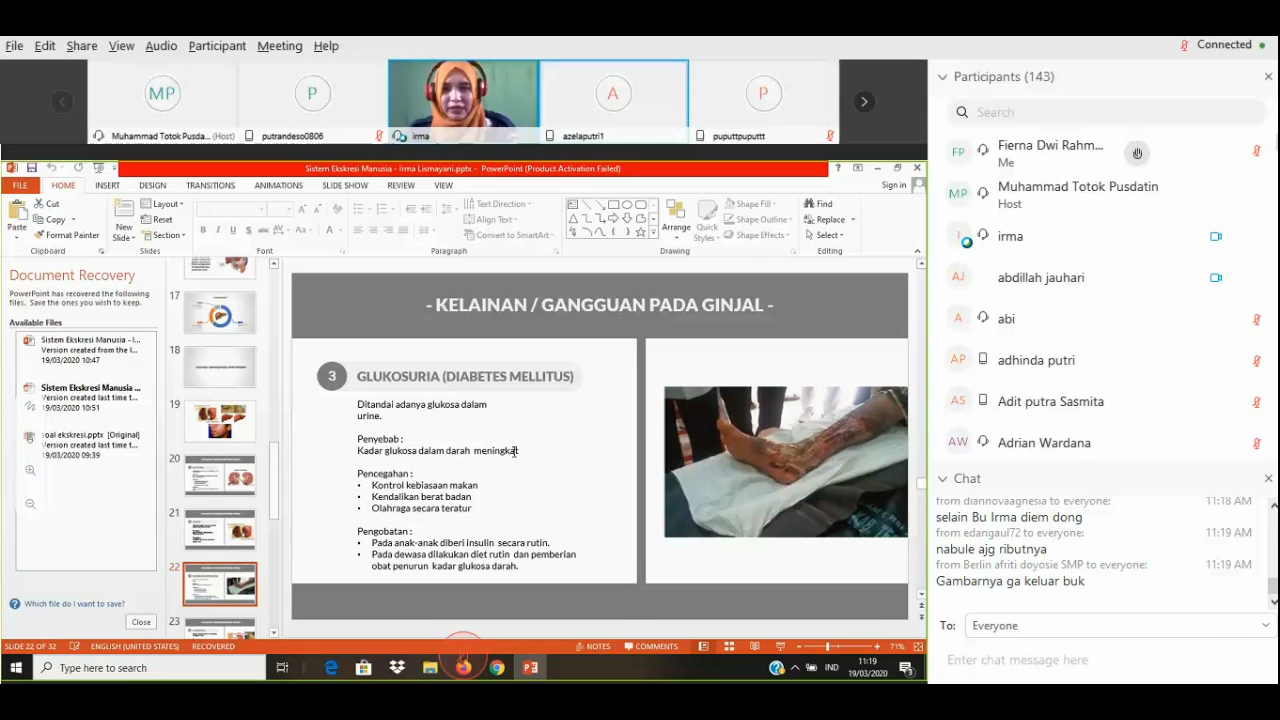 File Edit Share View Audio Participant Meeting Help
Connected
MP
P
A
P
Muhammad Totok Pusda... (Host)
putrandeso0806
irma
azelaputri1
puputtpuputtt
Sistem Ekskresi Manusia - Irma Lismayani.pptx - PowerPoint (Product Activation Failed)
FILE HOME INSERT DESIGN TRANSITIONS ANIMATIONS SLIDE SHOW REVIEW VIEW
Sign in
Paste
Cut
Copy
Format Painter
Clipboard
New
Slide
Layout
Reset
Section
Slides
Font
Text Direction
Align Text
Convert to SmartArt
Paragraph
Arrange
Quick
Styles
Shape Fill
Shape Outline
Shape Effects
Drawing
Find
Replace
Select
Editing
Document Recovery
PowerPoint has recovered the following
files. Save the ones you wish to keep.
Available Files
Sistem Ekskresi Manusia - I...
Version created from the l...
19/03/2020 10:47
Sistem Ekskresi Manusia ...
Version created last time t...
19/03/2020 10:51
soal ekskresi.pptx [Original]
Version created last time t...
19/03/2020 09:39
Which file do I want to save?
Close
17
18
19
20
21
22
23
- KELAINAN / GANGGUAN PADA GINJAL -
3
GLUKOSURIA (DIABETES MELLITUS)
Ditandai adanya glukosa dalam
urine.
Penyebab :
Kadar glukosa dalam darah meningkat
Pencegahan :
• Kontrol kebiasaan makan
• Kendalikan berat badan
• Olahraga secara teratur
Pengobatan :
• Pada anak-anak diberi insulin secara rutin.
• Pada dewasa dilakukan diet rutin dan pemberian
obat penurun kadar glukosa darah.
SLIDE 22 OF 32 ENGLISH (UNITED STATES) RECOVERED
NOTES COMMENTS 71%
Type here to search
IND
11:19
19/03/2020
3
Participants (143)
Search
FP
Fierna Dwi Rahm...
Me
MP
Muhammad Totok Pusdatin
Host
I
irma
AJ
abdillah jauhari
A
abi
AP
adhinda putri
AS
Adit putra Sasmita
AW
Adrian Wardana
Chat
from diannovaagnesia to everyone: 11:18 AM
selain Bu Irma diem dong
from edangaul72 to everyone: 11:19 AM
nabule ajg ributnya
from Berlin afriti doyosie SMP to everyone: 11:19 AM
Gambarnya ga keluar buk
To: Everyone
Enter chat message here